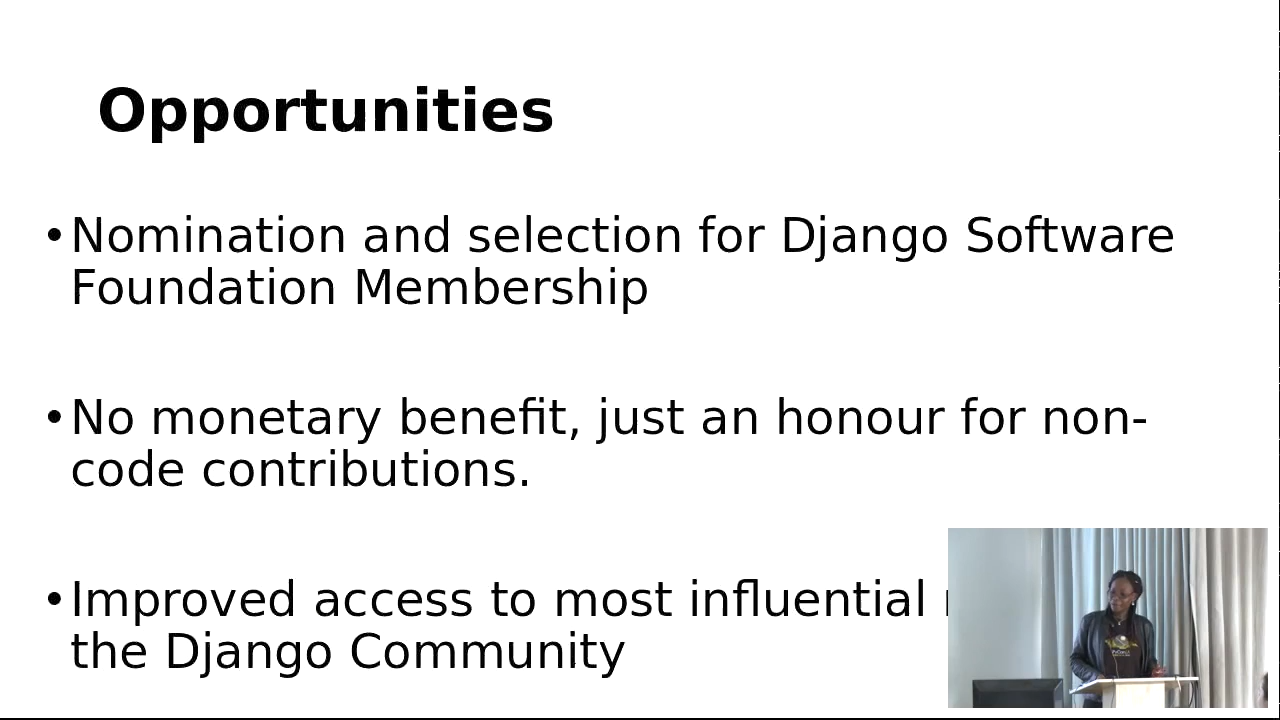 Opportunities
• Nomination and selection for Django Software
Foundation Membership
• No monetary benefit, just an honour for non-
code contributions.
• Improved access to most influential
the Django Community